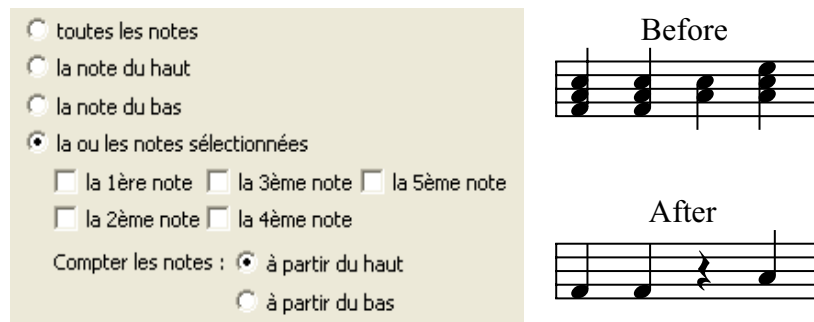 toutes les notes
la note du haut
la note du bas
la ou les notes sélectionnées
la 1ère note la 3ème note la 5ème note
la 2ème note la 4ème note
Compter les notes : à partir du haut
à partir du bas
Before
After